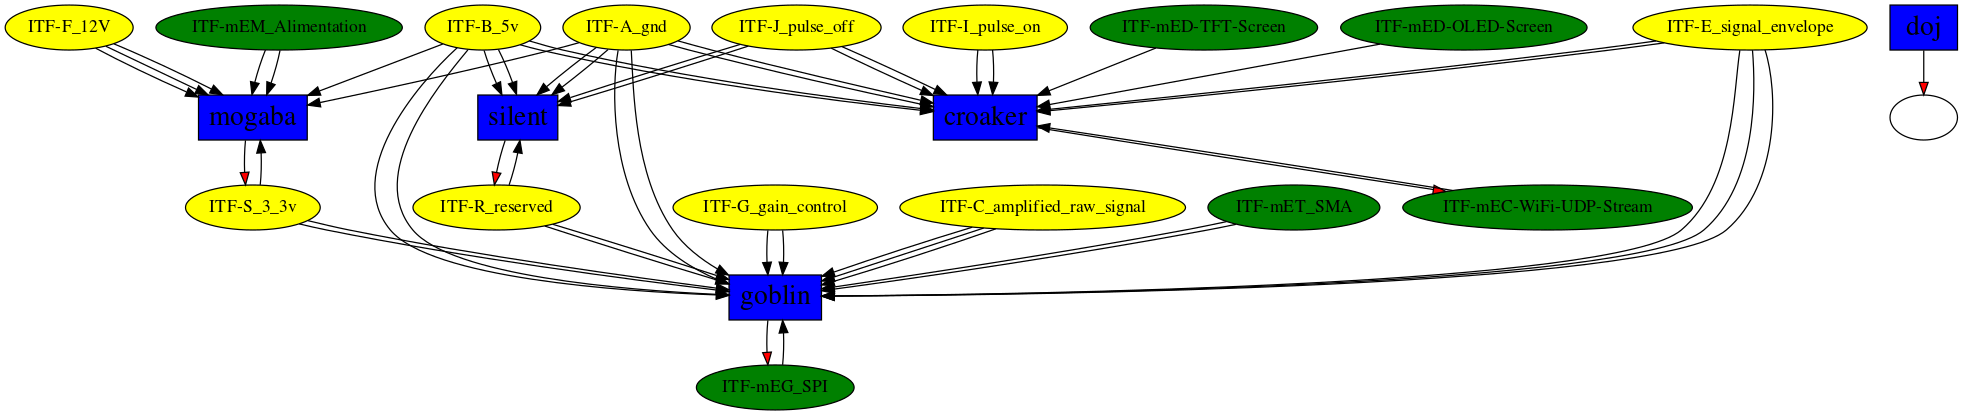 ITF-F_12V
ITF-mEM_Alimentation
ITF-B_5v
ITF-A_gnd
ITF-J_pulse_off
ITF-I_pulse_on
ITF-mED-TFT-Screen
ITF-mED-OLED-Screen
ITF-E_signal_envelope
doj
mogaba
silent
croaker
ITF-S_3_3v
ITF-R_reserved
ITF-G_gain_control
ITF-C_amplified_raw_signal
ITF-mET_SMA
ITF-mEC-WiFi-UDP-Stream
goblin
ITF-mEG_SPI